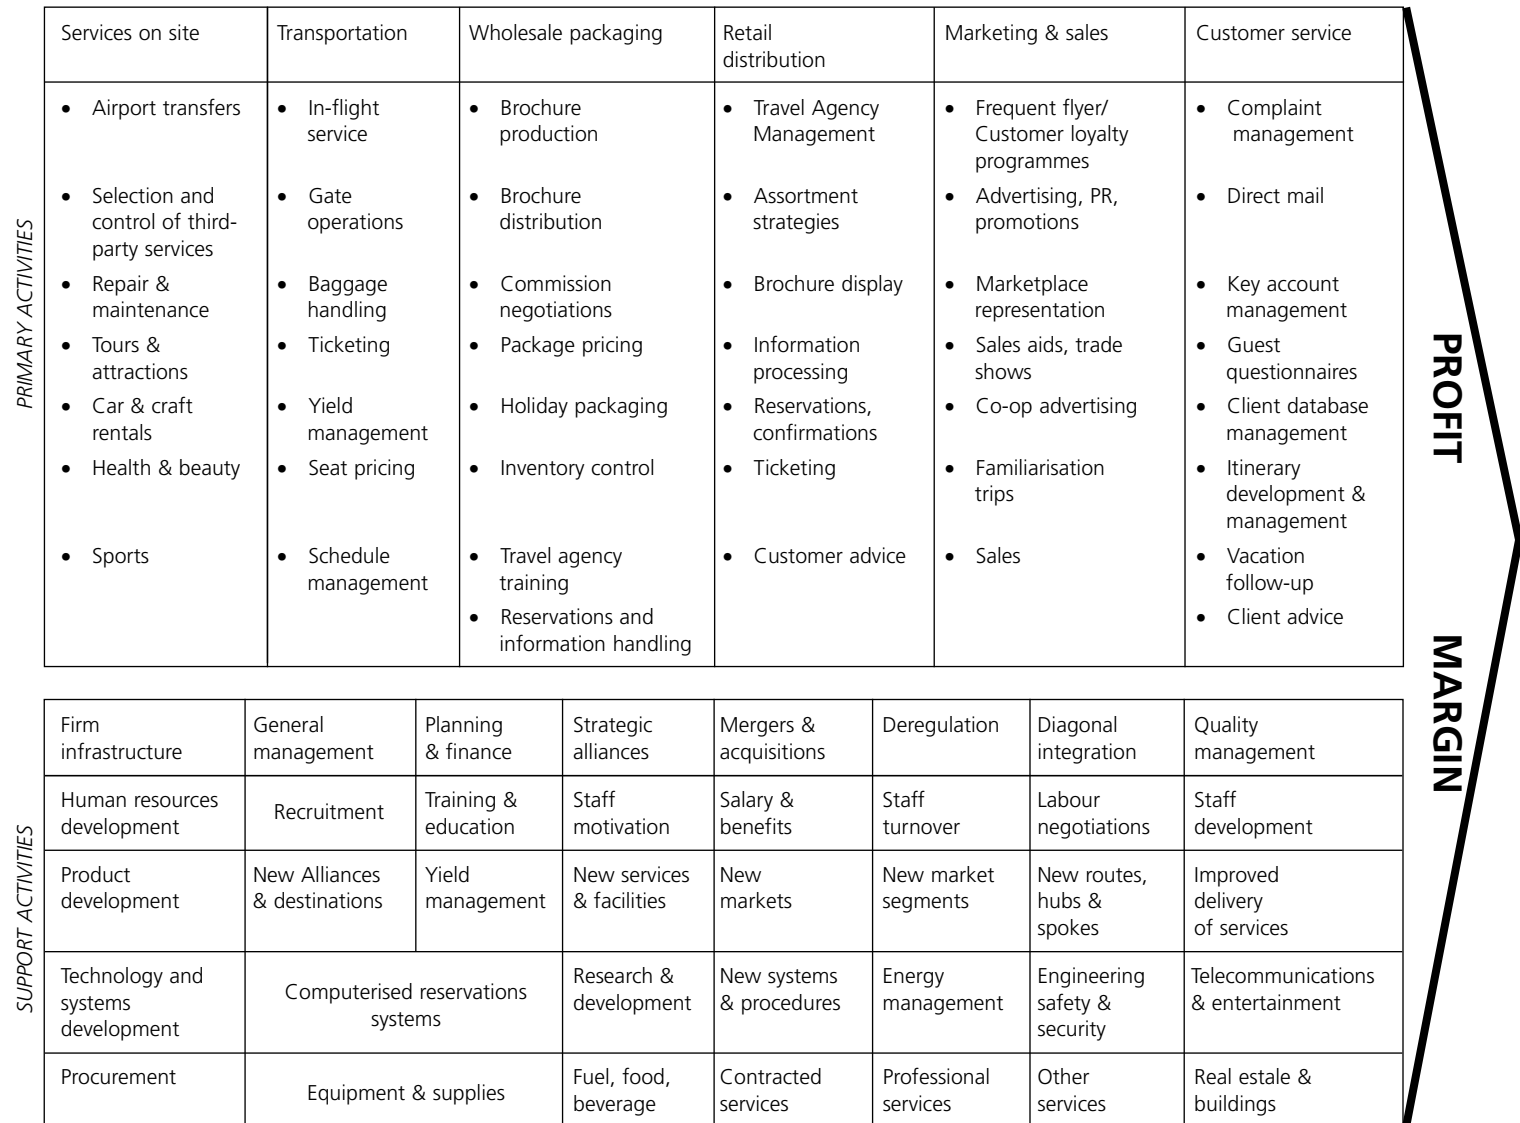 Services on site
Transportation
Wholesale packaging
Retail
distribution
Marketing & sales
Customer service
PRIMARY ACTIVITIES
• Airport transfers
• Selection and
control of third-
party services
• Repair &
maintenance
• Tours &
attractions
• Car & craft
rentals
• Health & beauty
• Sports
• In-flight
service
• Gate
operations
• Baggage
handling
• Ticketing
• Yield
management
• Seat pricing
• Schedule
management
• Brochure
production
• Brochure
distribution
• Commission
negotiations
• Package pricing
• Holiday packaging
• Inventory control
• Travel agency
training
• Reservations and
information handling
• Travel Agency
Management
• Assortment
strategies
• Brochure display
• Information
processing
• Reservations,
confirmations
• Ticketing
• Customer advice
• Frequent flyer/
Customer loyalty
programmes
• Advertising, PR,
promotions
• Marketplace
representation
• Sales aids, trade
shows
• Co-op advertising
• Familiarisation
trips
• Sales
• Complaint
management
• Direct mail
• Key account
management
• Guest
questionnaires
• Client database
management
• Itinerary
development &
management
• Vacation
follow-up
• Client advice
PROFIT
MARGIN
SUPPORT ACTIVITIES
Firm
infrastructure
General
management
Planning
& finance
Strategic
alliances
Mergers &
acquisitions
Deregulation
Diagonal
integration
Quality
management
Human resources
development
Recruitment
Training &
education
Staff
motivation
Salary &
benefits
Staff
turnover
Labour
negotiations
Staff
development
Product
development
New Alliances
& destinations
Yield
management
New services
& facilities
New
markets
New market
segments
New routes,
hubs &
spokes
Improved
delivery
of services
Technology and
systems
development
Computerised reservations
systems
Research &
development
New systems
& procedures
Energy
management
Engineering
safety &
security
Telecommunications
& entertainment
Procurement
Equipment & supplies
Fuel, food,
beverage
Contracted
services
Professional
services
Other
services
Real estale &
buildings